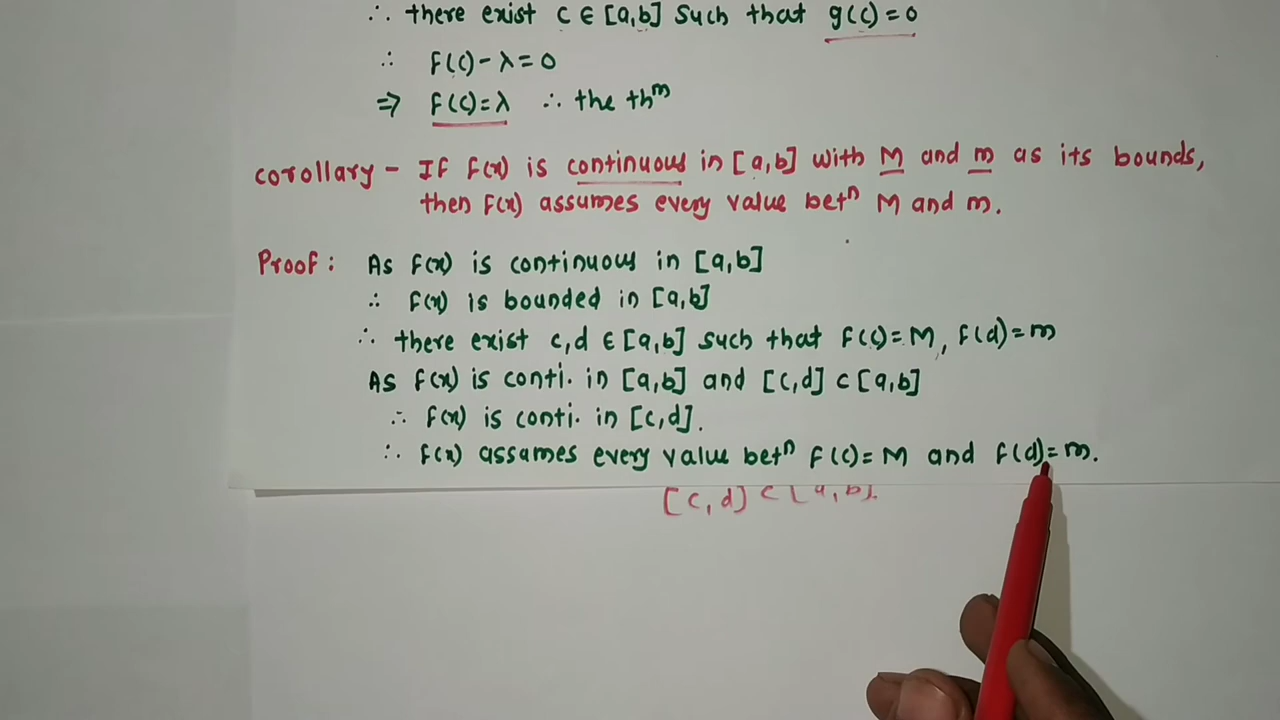 ∴ there exist c ∈ [a,b] such that g(c)=0
∴ f(c)-λ=0
⇒ f(c)=λ ∴ the thᵐ
corollary - If f(x) is continuous in [a,b] with M and m as its bounds,
then f(x) assumes every value betⁿ M and m.
Proof: As f(x) is continuous in [a,b]
∴ f(x) is bounded in [a,b]
∴ there exist c,d ∈ [a,b] such that f(c)=M, f(d)=m
As f(x) is conti. in [a,b] and [c,d] ⊂ [a,b]
∴ f(x) is conti. in [c,d].
∴ f(x) assumes every value betⁿ f(c)=M and f(d)=m.
[c,d] ⊂ [a,b].